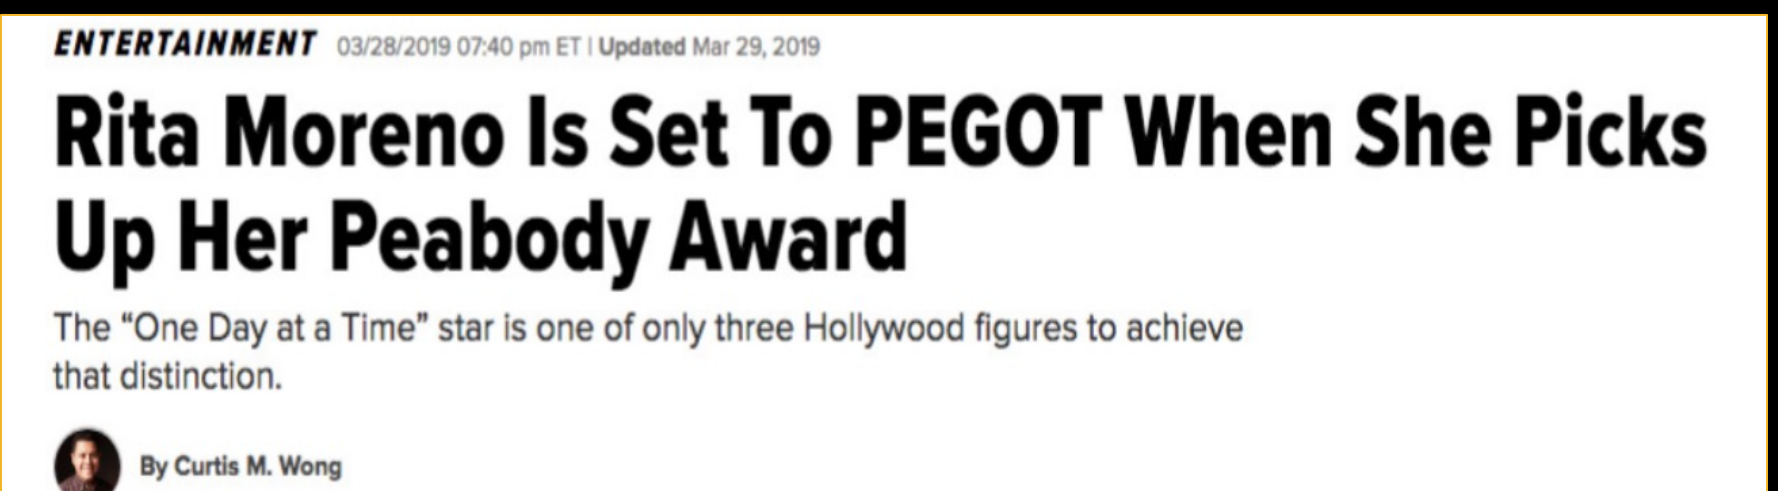 ENTERTAINMENT 03/28/2019 07:40 pm ET | Updated Mar 29, 2019
Rita Moreno Is Set To PEGOT When She Picks
Up Her Peabody Award
The “One Day at a Time” star is one of only three Hollywood figures to achieve
that distinction.
By Curtis M. Wong